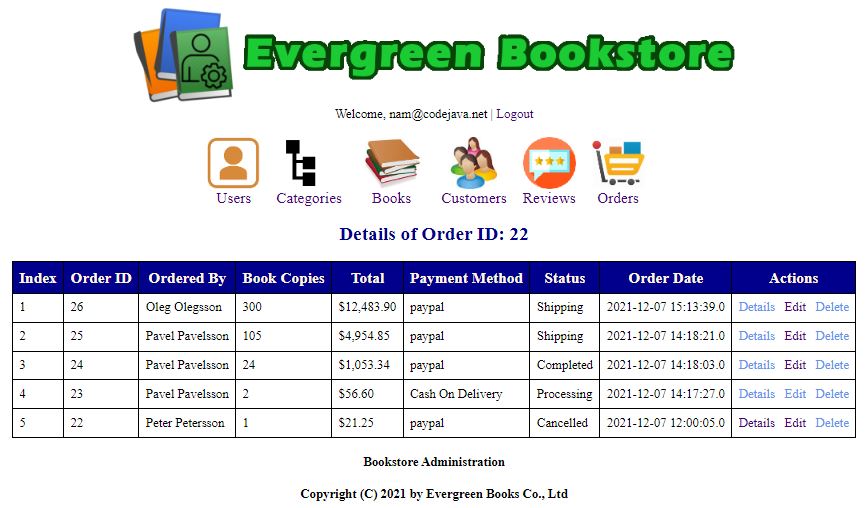 Evergreen Bookstore
Welcome, nam@codejava.net | Logout
Users Categories Books Customers Reviews Orders
Details of Order ID: 22
Index Order ID Ordered By Book Copies Total Payment Method Status Order Date Actions
1 26 Oleg Olegsson 300 $12,483.90 paypal Shipping 2021-12-07 15:13:39.0 Details Edit Delete
2 25 Pavel Pavelsson 105 $4,954.85 paypal Shipping 2021-12-07 14:18:21.0 Details Edit Delete
3 24 Pavel Pavelsson 24 $1,053.34 paypal Completed 2021-12-07 14:18:03.0 Details Edit Delete
4 23 Pavel Pavelsson 2 $56.60 Cash On Delivery Processing 2021-12-07 14:17:27.0 Details Edit Delete
5 22 Peter Petersson 1 $21.25 paypal Cancelled 2021-12-07 12:00:05.0 Details Edit Delete
Bookstore Administration
Copyright (C) 2021 by Evergreen Books Co., Ltd